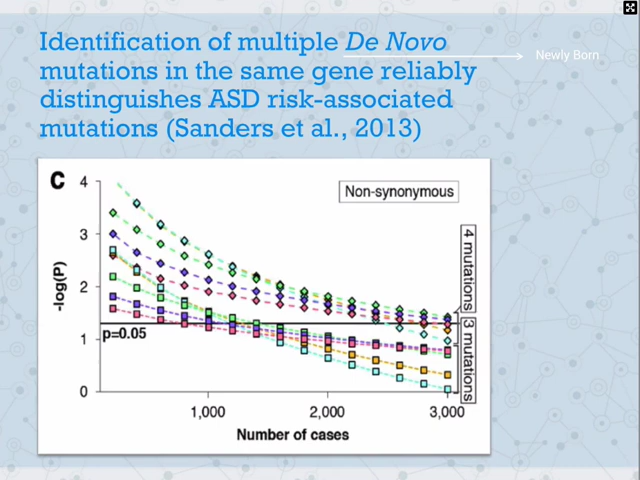 Identification of multiple De Novo
Newly Born
mutations in the same gene reliably
distinguishes ASD risk-associated
mutations (Sanders et al., 2013)
C
Non-synonymous
4
3
2
1
0
-log(P)
p=0.05
4 mutations
3 mutations
1,000
2,000
3,000
Number of cases